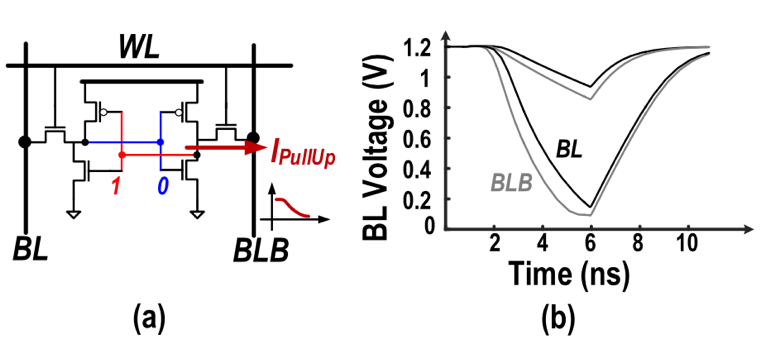 WL
I PullUp
1
0
BL
BLB
(a)
BL Voltage (V)
1.2
1
0.8
0.6
0.4
0.2
0
BL
BLB
2
4
6
8
10
Time (ns)
(b)